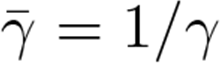 γ̄ = 1/γ